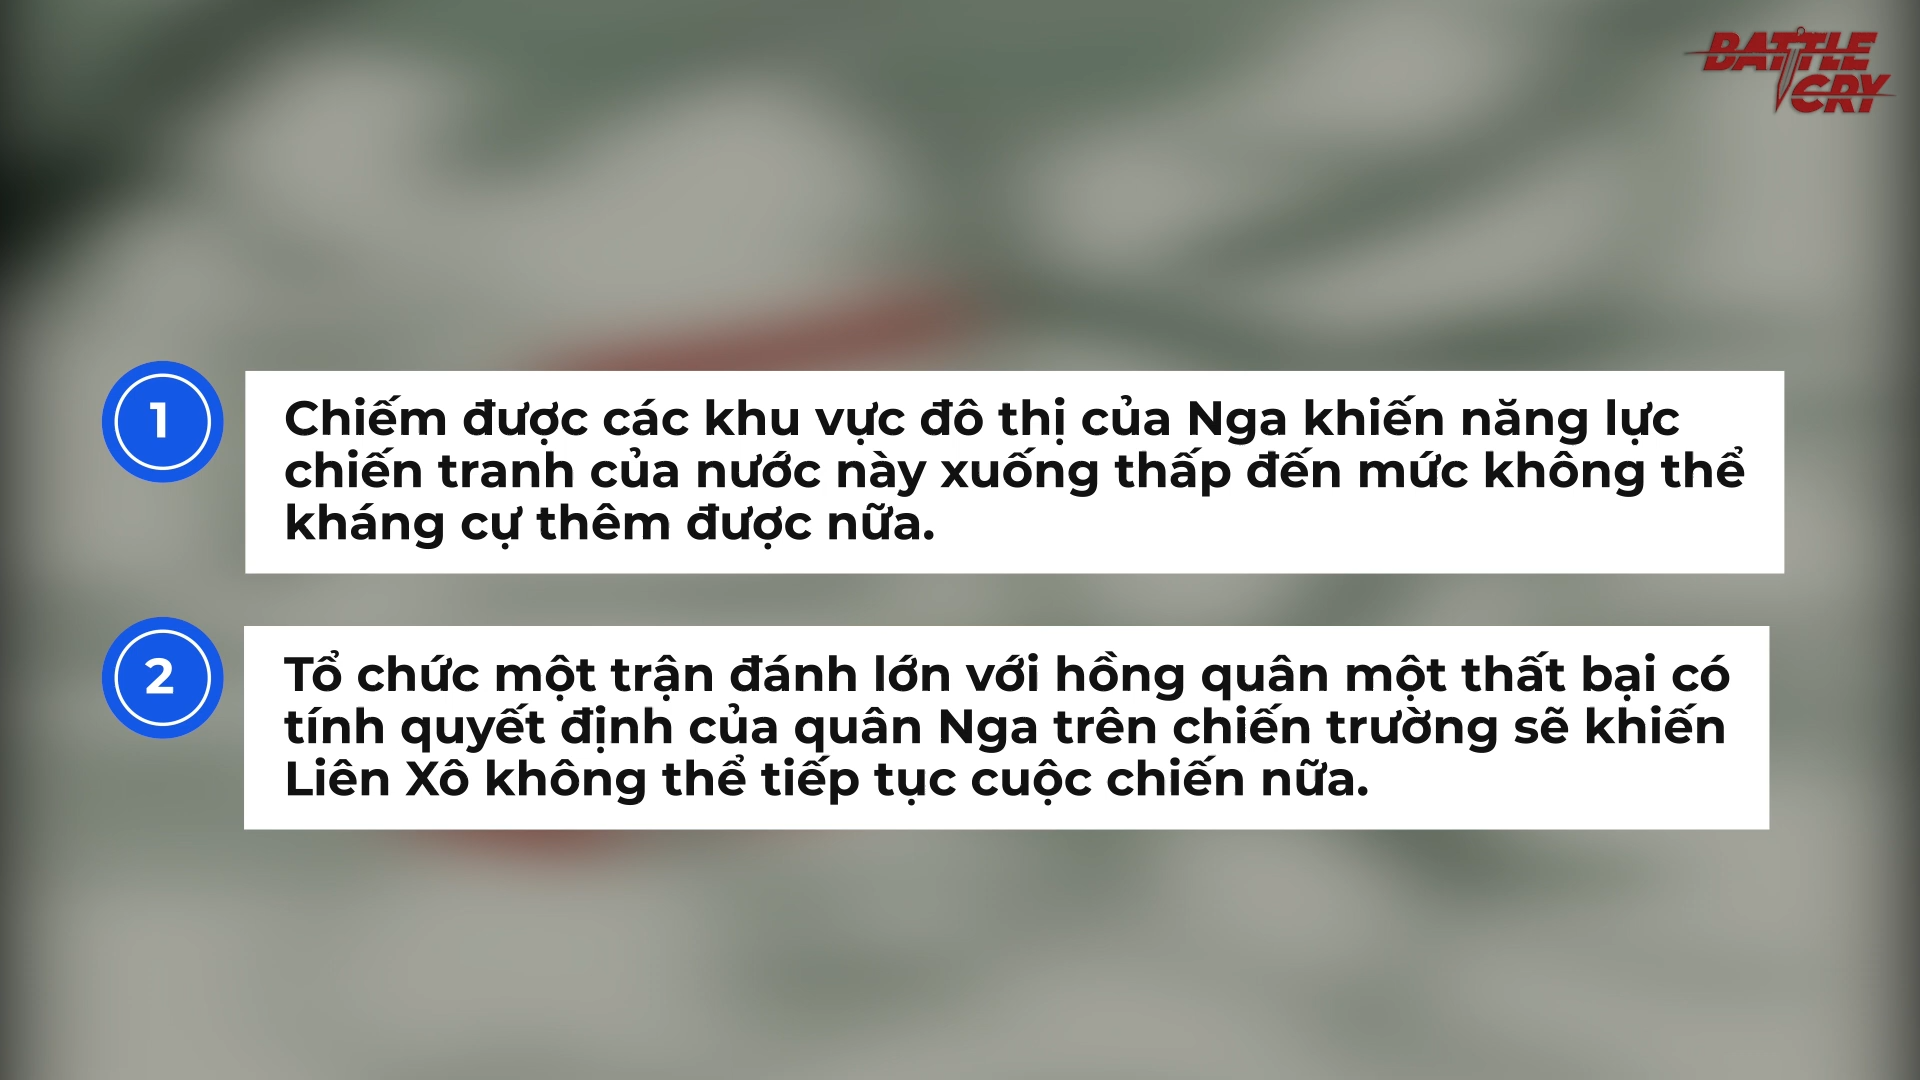 BATTLE
CRY
1
Chiếm được các khu vực đô thị của Nga khiến năng lực
chiến tranh của nước này xuống thấp đến mức không thể
kháng cự thêm được nữa.
2
Tổ chức một trận đánh lớn với hồng quân một thất bại có
tính quyết định của quân Nga trên chiến trường sẽ khiến
Liên Xô không thể tiếp tục cuộc chiến nữa.